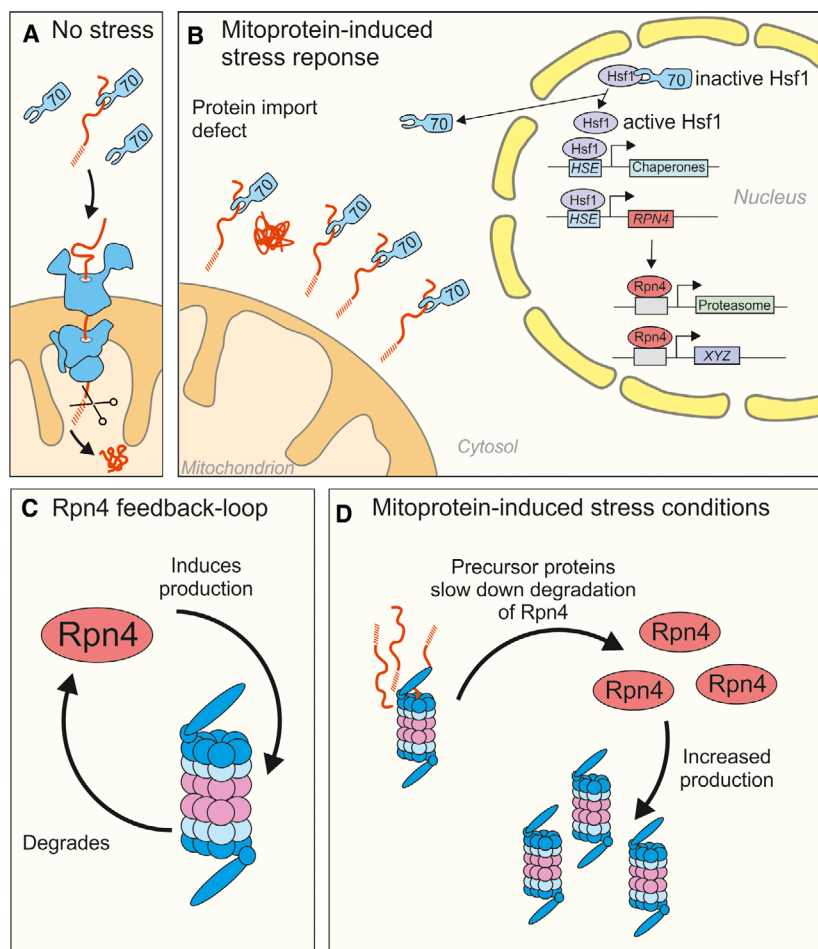 A No stress
70
70
70
B Mitoprotein-induced
stress reponse
Protein import
defect
70
Hsf1 70 inactive Hsf1
Hsf1 active Hsf1
Hsf1
HSE Chaperones
Nucleus
Hsf1
HSE RPN4
Rpn4
Proteasome
Rpn4
XYZ
70
70
70
70
Cytosol
Mitochondrion
C Rpn4 feedback-loop
Induces
production
Rpn4
Degrades
D Mitoprotein-induced stress conditions
Precursor proteins
slow down degradation
of Rpn4
Rpn4
Rpn4 Rpn4
Increased
production